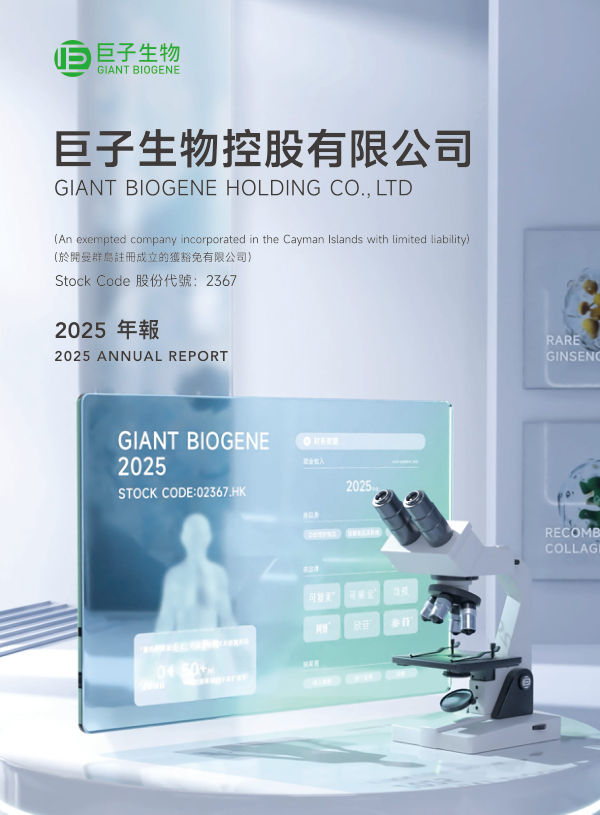 巨子生物
GIANT BIOGENE
巨子生物控股有限公司
GIANT BIOGENE HOLDING CO., LTD
(An exempted company incorporated in the Cayman Islands with limited liability)
(於開曼群島註冊成立的獲豁免有限公司)
Stock Code 股份代號：2367
2025 年報
2025 ANNUAL REPORT
RARE
GINSENG
GIANT BIOGENE
2025
STOCK CODE:02367.HK
2025
可复美
可丽金
RECOMB
COLLAG